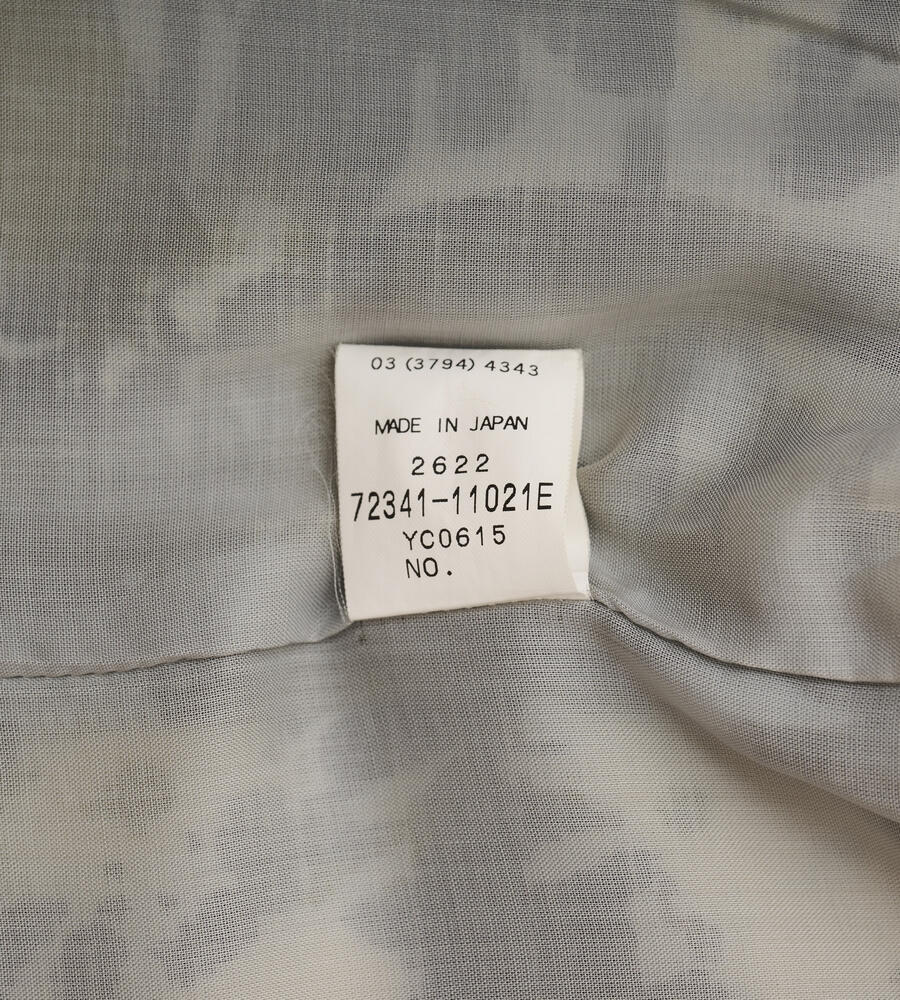 03 (3794) 4343
MADE IN JAPAN
2622
72341-11021E
YC0615
NO.